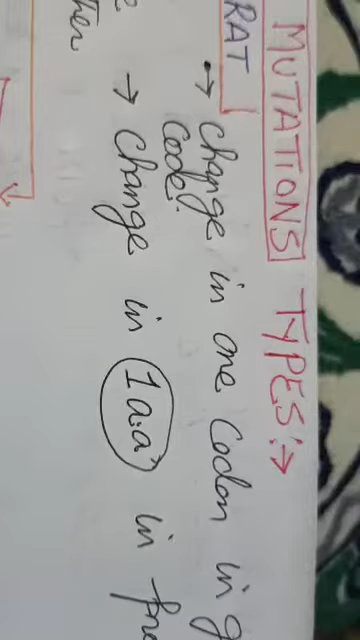 MUTATIONS TYPES:→
RAT
→ change in one codon in g
code:
→ change in 1 a.a in